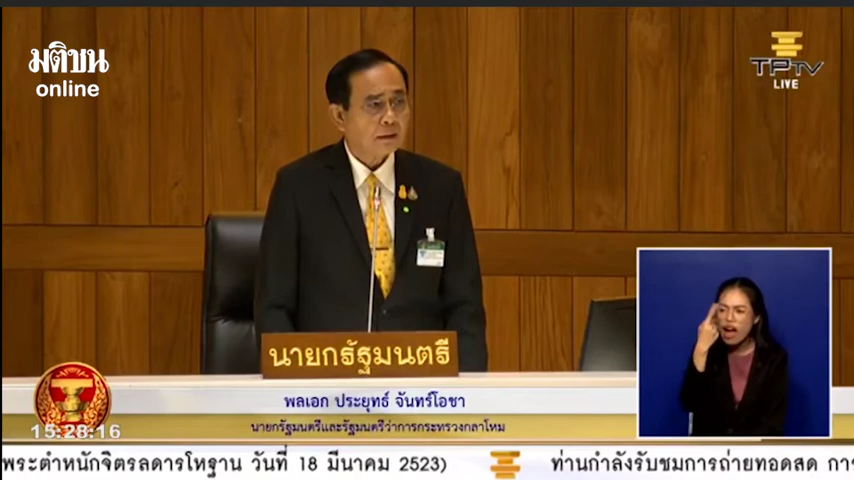 มติชน
online
TPTV
LIVE
นายกรัฐมนตรี
พลเอก ประยุทธ์ จันทร์โอชา
นายกรัฐมนตรีและรัฐมนตรีว่าการกระทรวงกลาโหม
15:28:16
พระตำหนักจิตรลดารโหฐาน วันที่ 18 มีนาคม 2523)
ท่านกำลังรับชมการถ่ายทอดสด กา